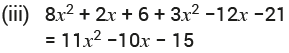 (iii) 8x² + 2x + 6 + 3x² –12x –21
= 11x² –10x – 15